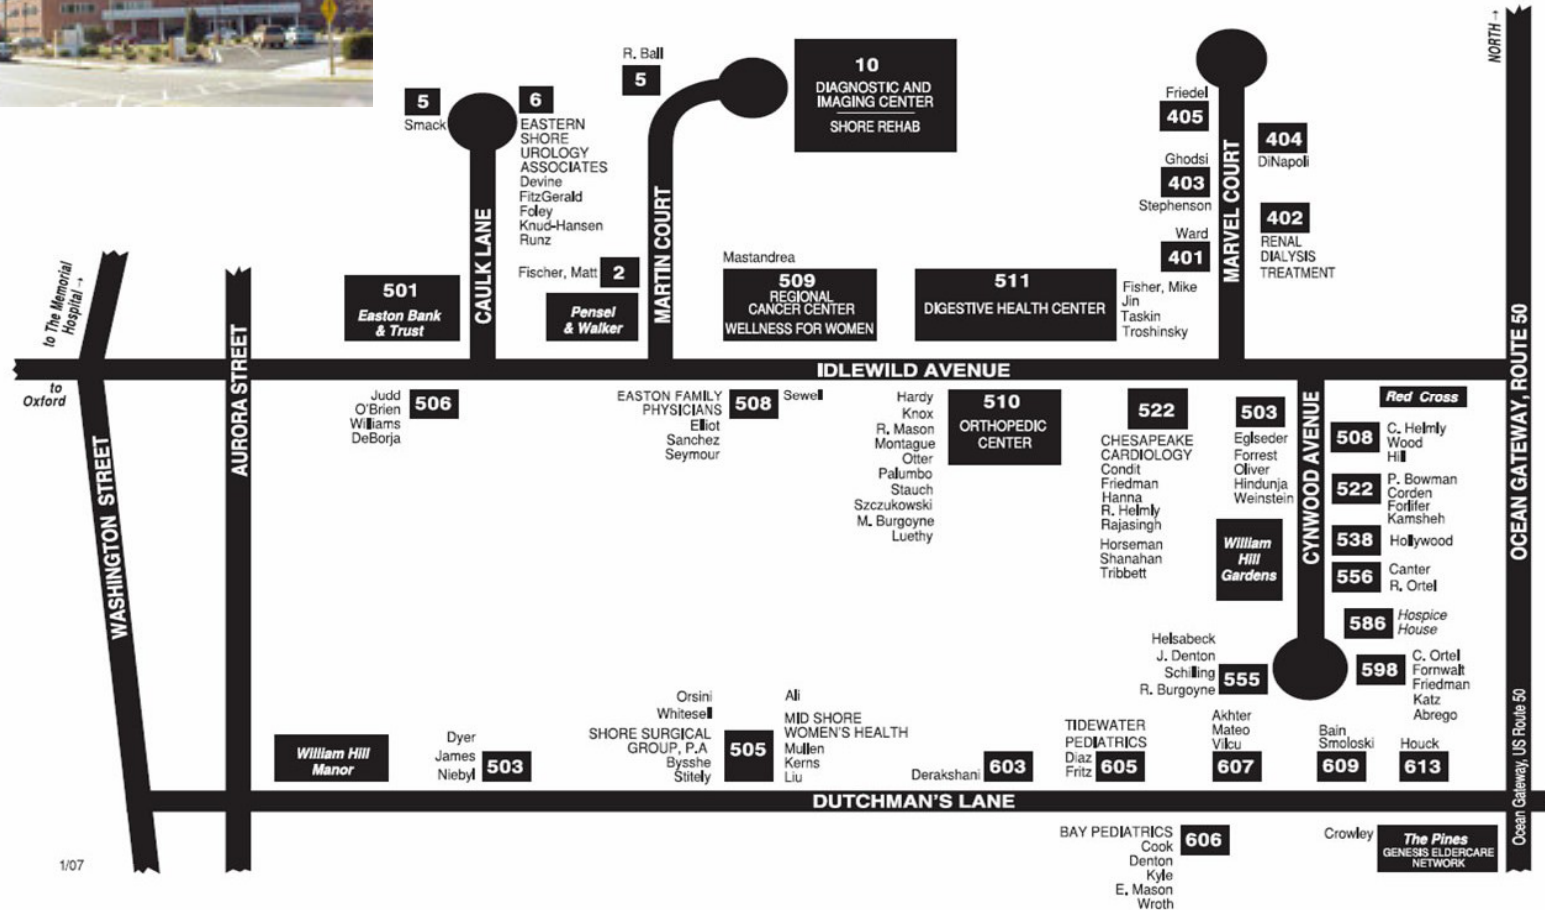 NORTH →
R. Ball
5
10
DIAGNOSTIC AND
IMAGING CENTER
SHORE REHAB
5
Smack
6
EASTERN
SHORE
UROLOGY
ASSOCIATES
Devine
FitzGerald
Foley
Knud-Hansen
Runz
Friedel
405
404
DiNapoli
Ghodsi
403
Stephenson
402
RENAL
DIALYSIS
TREATMENT
Ward
401
MARVEL COURT
CAULK LANE
MARTIN COURT
Fischer, Matt
2
Pensel
& Walker
501
Easton Bank
& Trust
Mastandrea
509
REGIONAL
CANCER CENTER
WELLNESS FOR WOMEN
511
DIGESTIVE HEALTH CENTER
Fisher, Mike
Jin
Taskin
Troshinsky
to The Memorial
Hospital →
to
Oxford
IDLEWILD AVENUE
AURORA STREET
WASHINGTON STREET
OCEAN GATEWAY, ROUTE 50
Judd
O'Brien
Williams
DeBorja
506
EASTON FAMILY
PHYSICIANS
Elliot
Sanchez
Seymour
508
Sewell
Hardy
Knox
R. Mason
Montague
Otter
Palumbo
Stauch
Szczukowski
M. Burgoyne
Luethy
510
ORTHOPEDIC
CENTER
522
CHESAPEAKE
CARDIOLOGY
Condit
Friedman
Hanna
R. Helmly
Rajasingh
Horseman
Shanahan
Tribbett
503
Eglseder
Forrest
Oliver
Hindunja
Weinstein
William
Hill
Gardens
CYNWOOD AVENUE
Red Cross
508
C. Helmly
Wood
Hill
522
P. Bowman
Corden
Forlifer
Kamsheh
538
Hollywood
556
Canter
R. Ortel
586
Hospice
House
598
C. Ortel
Fornwalt
Friedman
Katz
Abrego
Helsabeck
J. Denton
Schilling
R. Burgoyne
555
William Hill
Manor
Dyer
James
Niebyl
503
Orsini
Whitesell
SHORE SURGICAL
GROUP, P.A
Bysshe
Stitely
505
Ali
MID SHORE
WOMEN'S HEALTH
Mullen
Kerns
Liu
Derakshani
603
TIDEWATER
PEDIATRICS
Diaz
Fritz
605
Akhter
Mateo
Vilcu
607
Bain
Smoloski
609
Houck
613
Ocean Gateway, US Route 50
DUTCHMAN'S LANE
BAY PEDIATRICS
Cook
Denton
Kyle
E. Mason
Wroth
606
Crowley
The Pines
GENESIS ELDERCARE
NETWORK
1/07